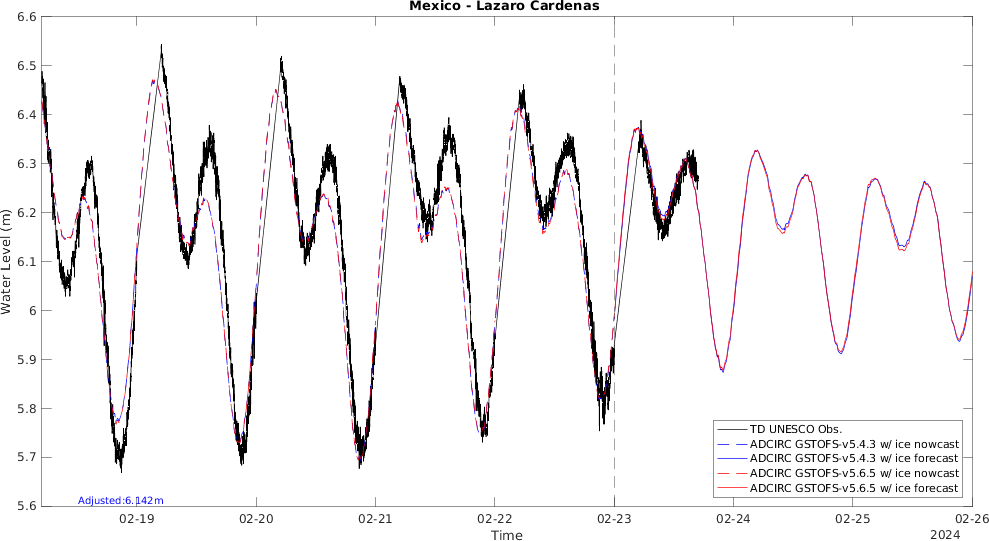 Mexico - Lazaro Cardenas
6.6
6.5
6.4
6.3
6.2
6.1
6
5.9
5.8
5.7
5.6
Water Level (m)
TD UNESCO Obs.
ADCIRC GSTOFS-v5.4.3 w/ ice nowcast
ADCIRC GSTOFS-v5.4.3 w/ ice forecast
ADCIRC GSTOFS-v5.6.5 w/ ice nowcast
ADCIRC GSTOFS-v5.6.5 w/ ice forecast
Adjusted:6.142m
02-19 02-20 02-21 02-22 02-23 02-24 02-25 02-26
Time
2024